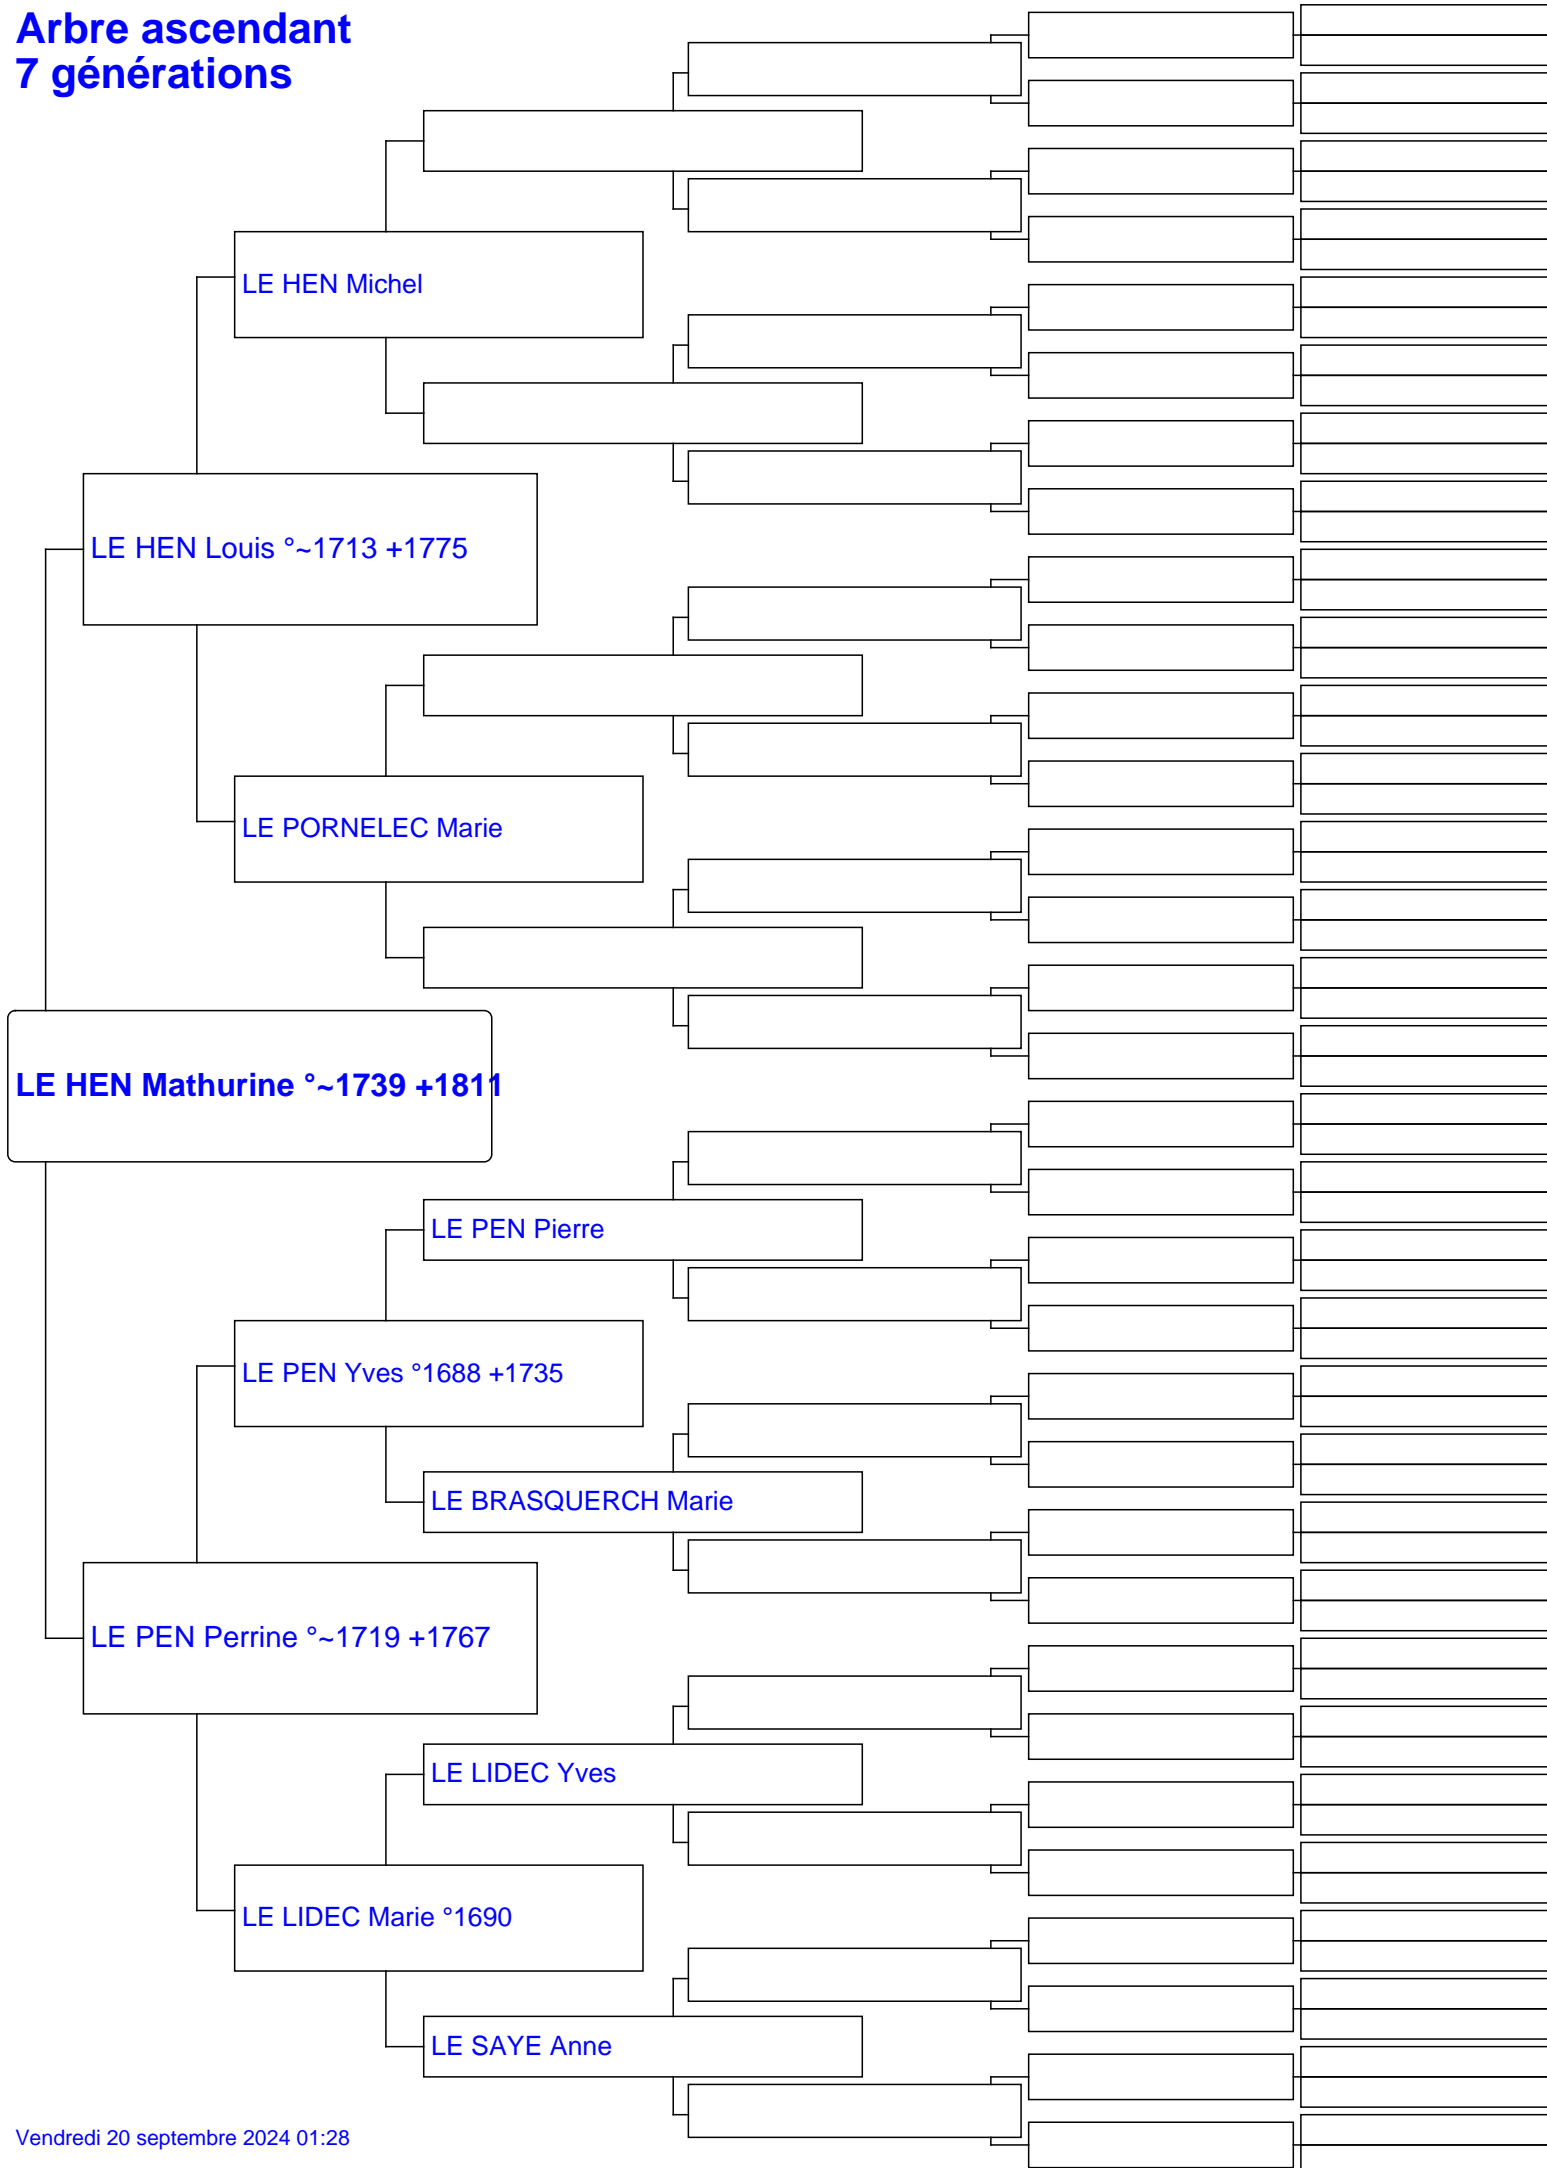 Arbre ascendant
7 générations
LE HEN Michel
LE HEN Louis °~1713 +1775
LE PORNELEC Marie
LE HEN Mathurine °~1739 +1811
LE PEN Pierre
LE PEN Yves °1688 +1735
LE BRASQUERCH Marie
LE PEN Perrine °~1719 +1767
LE LIDEC Yves
LE LIDEC Marie °1690
LE SAYE Anne
Vendredi 20 septembre 2024 01:28